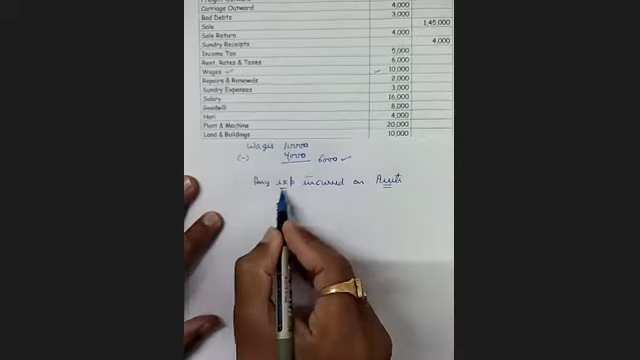 Carriage Outward 4,000
Bad Debts 3,000
Sale 1,45,000
Sale Return 4,000
Sundry Receipts 4,000
Income Tax 5,000
Rent, Rates & Taxes 6,000
Wages 10,000
Repairs & Renewals 2,000
Sundry Expenses 3,000
Salary 16,000
Goodwill 8,000
Hari 4,000
Plant & Machine 20,000
Land & Buildings 10,000
Wages 10000
(-) 4000 6000
Any exp incurred on